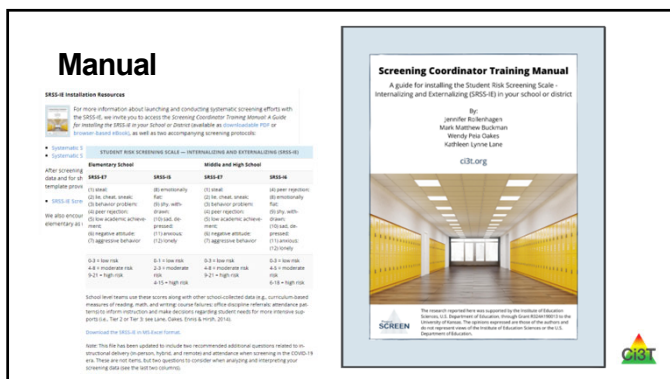 Manual
SRSS-IE Installation Resources
For more information about launching and conducting systematic screening efforts with
the SRSS-IE, we invite you to access the Screening Coordinator Training Manual: A Guide
for Installing the SRSS-IE in your School or District (available as downloadable PDF or
browser-based eBook), as well as two accompanying screening protocols:
• Systematic S
• Systematic S
After screening
data and for sh
template provi
• SRSS-IE Scre
We also encour
elementary as
STUDENT RISK SCREENING SCALE — INTERNALIZING AND EXTERNALIZING (SRSS-IE)
Elementary School Middle and High School
SRSS-E7 SRSS-I5 SRSS-E7 SRSS-I6
(1) steal;
(2) lie, cheat, sneak;
(3) behavior problem;
(4) peer rejection;
(5) low academic achieve-
ment;
(6) negative attitude;
(7) aggressive behavior
(8) emotionally
flat;
(9) shy, with-
drawn;
(10) sad, de-
pressed;
(11) anxious;
(12) lonely
(1) steal;
(2) lie, cheat, sneak;
(3) behavior problem;
(4) peer rejection;
(5) low academic achieve-
ment;
(6) negative attitude;
(7) aggressive behavior
(4) peer rejection;
(8) emotionally
flat;
(9) shy, with-
drawn;
(10) sad, de-
pressed;
(11) anxious;
(12) lonely
0-3 = low risk
4-8 = moderate risk
9-21 = high risk
0-1 = low risk
2-3 = moderate
risk
4-15 = high risk
0-3 = low risk
4-8 = moderate risk
9-21 = high risk
0-3 = low risk
4-5 = moderate
risk
6-18 = high risk
School level teams use these scores along with other school-collected data (e.g., curriculum-based
measures of reading, math, and writing; course failures; office discipline referrals; attendance pat-
terns) to inform instruction and make decisions regarding student needs for more intensive sup-
ports (i.e., Tier 2 or Tier 3; see Lane, Oakes, Ennis, & Hirsh, 2014).
Download the SRSS-IE in MS Excel format.
Note: This file has been updated to include two recommended additional questions related to in-
structional delivery (in-person, hybrid, and remote) and attendance when screening in the COVID-19
era. These are not items, but two questions to consider when analyzing and interpreting your
screening data (see the last two columns).
Screening Coordinator Training Manual
A guide for installing the Student Risk Screening Scale -
Internalizing and Externalizing (SRSS-IE) in your school or district
By:
Jennifer Rollenhagen
Mark Matthew Buckman
Wendy Peia Oakes
Kathleen Lynne Lane
ci3t.org
SCREEN
The research reported here was supported by the Institute of Education
Sciences, U.S. Department of Education, through Grant R324N190013 to the
University of Kansas. The opinions expressed are those of the authors and
do not represent views of the Institute of Education Sciences or the U.S.
Department of Education.
Ci3T